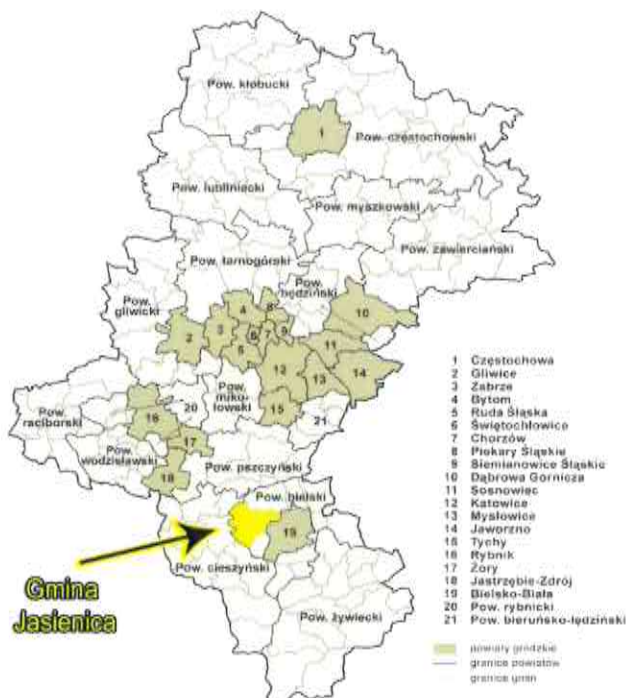 Pow. kłobucki
1
Pow. częstochowski
Pow. lubliniecki
Pow. myszkowski
Pow. zawierciański
Pow. tarnogórski
Pow.
będziński
Pow.
gliwicki
8
10
4
2
3
6
7
9
5
11
12
13
14
Pow.
miko-
łowski
15
Pow.
raciborski
20
21
16
Pow.
wodzisławski
17
Pow. pszczyński
18
Pow. bielski
19
Pow. cieszyński
Pow. żywiecki
Gmina
Jasienica
1 Częstochowa
2 Gliwice
3 Zabrze
4 Bytom
5 Ruda Śląska
6 Świętochłowice
7 Chorzów
8 Piekary Śląskie
9 Siemianowice Śląskie
10 Dąbrowa Górnicza
11 Sosnowiec
12 Katowice
13 Mysłowice
14 Jaworzno
15 Tychy
16 Rybnik
17 Żory
18 Jastrzębie-Zdrój
19 Bielsko-Biała
20 Pow. rybnicki
21 Pow. bieruńsko-lędziński
powiaty grodzkie
granice powiatów
granice gmin